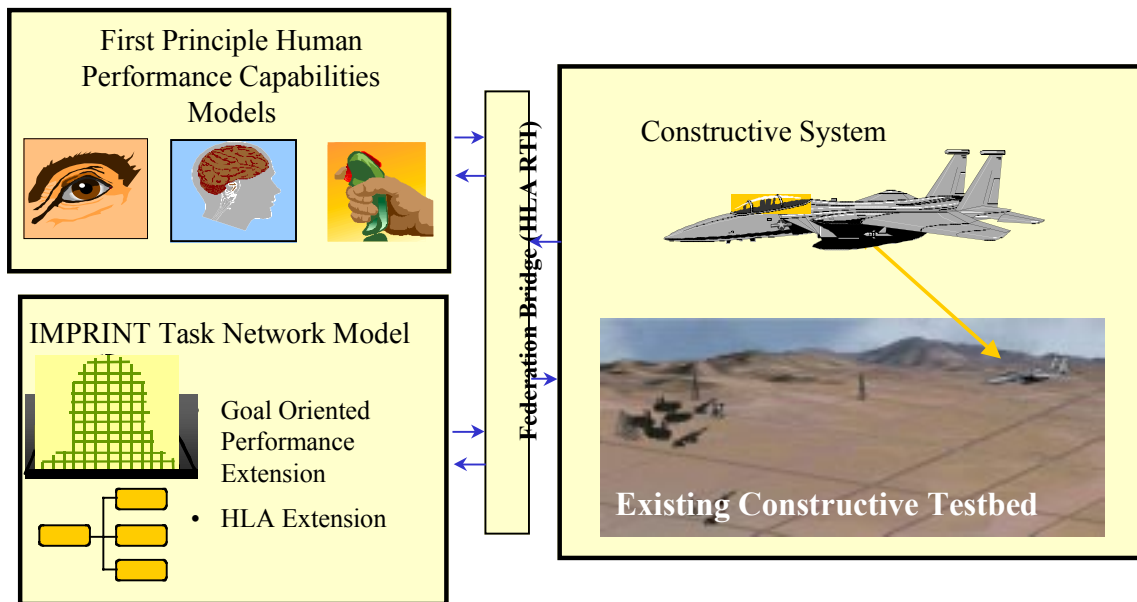 First Principle Human
Performance Capabilities
Models
IMPRINT Task Network Model
• Goal Oriented
Performance
Extension
• HLA Extension
Federation Bridge (HLA RTI)
Constructive System
Existing Constructive Testbed